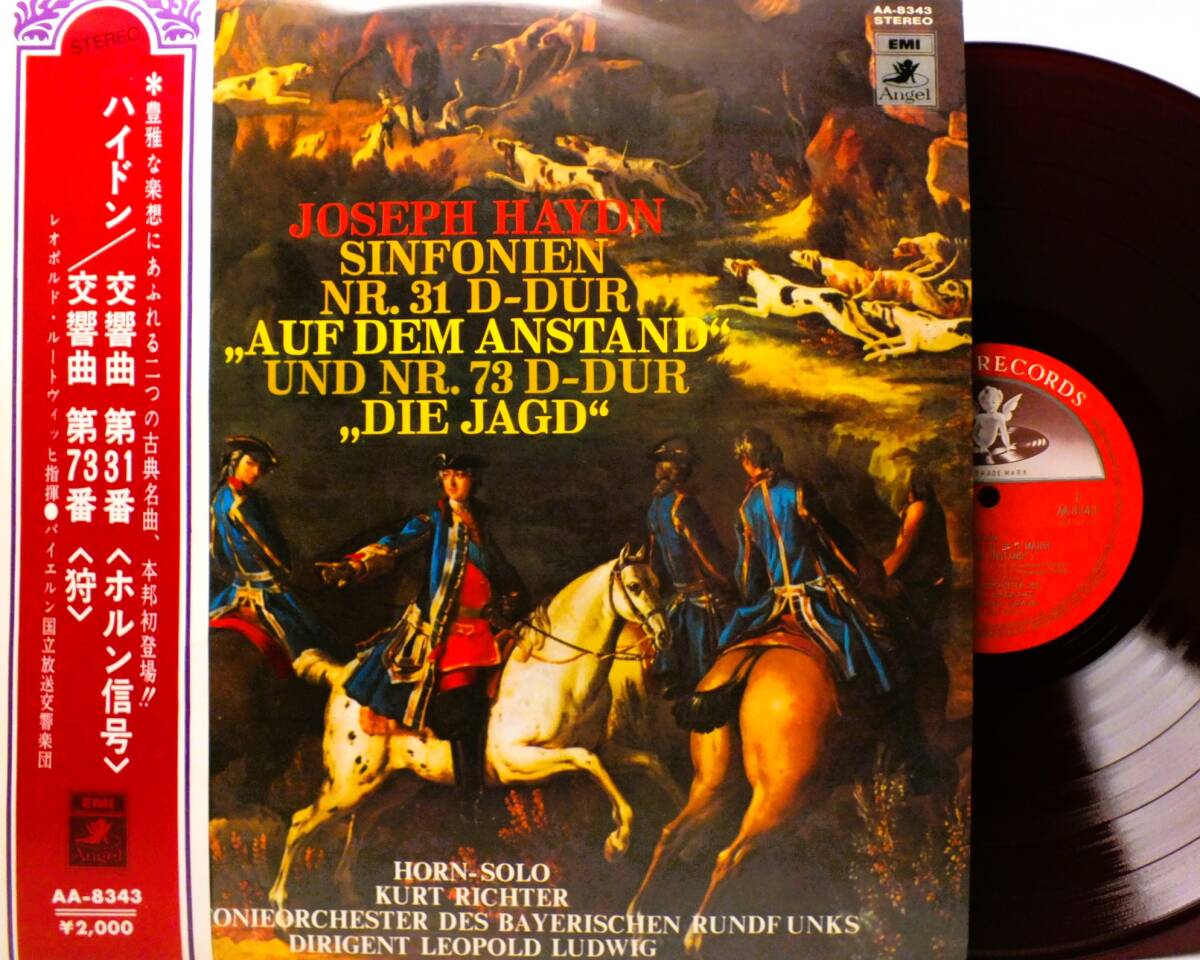 STEREO
＊豊雅な楽想にあふれる二つの古典名曲、本邦初登場!!
ハイドン／交響曲 第31番 〈ホルン信号〉
／交響曲 第73番 〈狩〉
レオポルド・ルートヴィッヒ指揮●バイエルン国立放送交響楽団
EMI
Angel
AA-8343
¥2,000
AA-8343
STEREO
EMI
Angel
JOSEPH HAYDN
SINFONIEN
NR. 31 D-DUR
„AUF DEM ANSTAND“
UND NR. 73 D-DUR
„DIE JAGD“
HORN-SOLO
KURT RICHTER
ONIEORCHESTER DES BAYERISCHEN RUNDFUNKS
DIRIGENT LEOPOLD LUDWIG
RECORDS
TRADE MARK
AA-8343